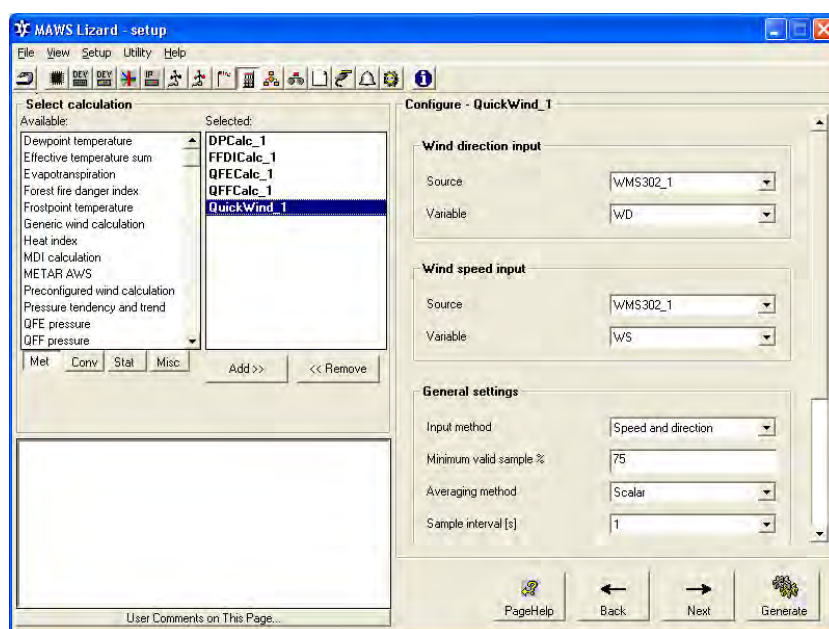 MAWS Lizard - setup
File View Setup Utility Help
Select calculation
Available:
Selected:
Dewpoint temperature
Effective temperature sum
Evapotranspiration
Forest fire danger index
Frostpoint temperature
Generic wind calculation
Heat index
MDI calculation
METAR AWS
Preconfigured wind calculation
Pressure tendency and trend
QFE pressure
QFF pressure
DPCalc_1
FFDICalc_1
QFECalc_1
QFFCalc_1
QuickWind_1
Met Conv Stat Misc
Add >>
<< Remove
User Comments on This Page...
Configure - QuickWind_1
Wind direction input
Source WMS302_1
Variable WD
Wind speed input
Source WMS302_1
Variable WS
General settings
Input method Speed and direction
Minimum valid sample % 75
Averaging method Scalar
Sample interval [s] 1
PageHelp
Back
Next
Generate